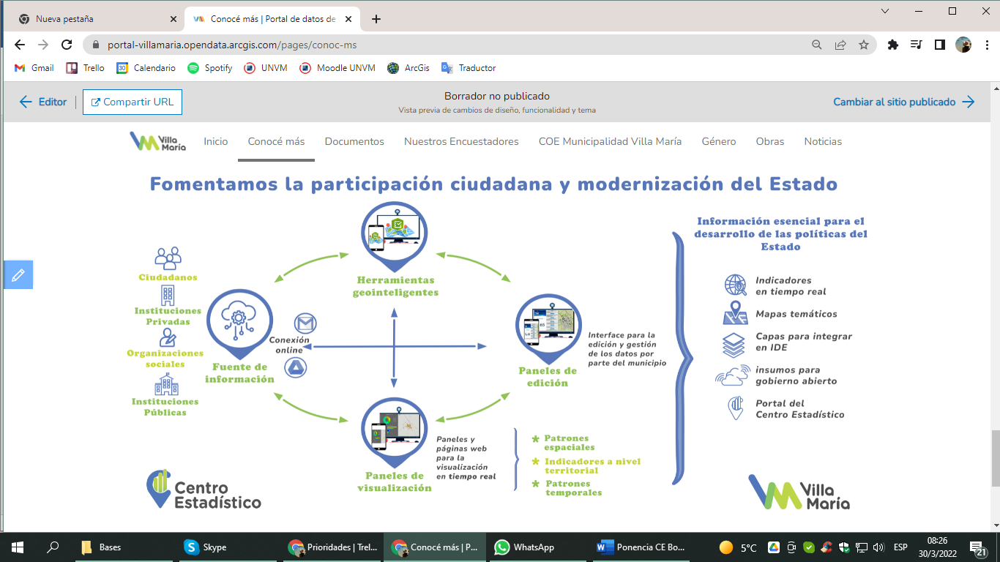 Nueva pestaña
Conocé más | Portal de datos de
portal-villamaria.opendata.arcgis.com/pages/conoc-ms
Gmail
Trello
30
Calendario
Spotify
UNVM
Moodle UNVM
ArcGis
Traductor
Editor
Compartir URL
Borrador no publicado
Vista previa de cambios de diseño, funcionalidad y tema
Cambiar al sitio publicado
Villa
María
Inicio
Conocé más
Documentos
Nuestros Encuestadores
COE Municipalidad Villa María
Género
Obras
Noticias
Fomentamos la participación ciudadana y modernización del Estado
Ciudadanos
Instituciones
Privadas
Organizaciones
sociales
Instituciones
Públicas
Fuente de
información
Conexión
online
Herramientas
geointeligentes
Paneles de
edición
Interface para la
edición y gestión
de los datos por
parte del municipio
Paneles de
visualización
Paneles y
páginas web
para la
visualización
en tiempo real
Patrones
espaciales
Indicadores a nivel
territorial
Patrones
temporales
Información esencial para el
desarrollo de las políticas del
Estado
Indicadores
en tiempo real
Mapas temáticos
Capas para integrar
en IDE
insumos para
gobierno abierto
Portal del
Centro Estadístico
Centro
Estadístico
Villa
María
Bases
Skype
Prioridades | Trel...
Conocé más | P...
WhatsApp
Ponencia CE Bo...
5°C
ESP
08:26
30/3/2022
21